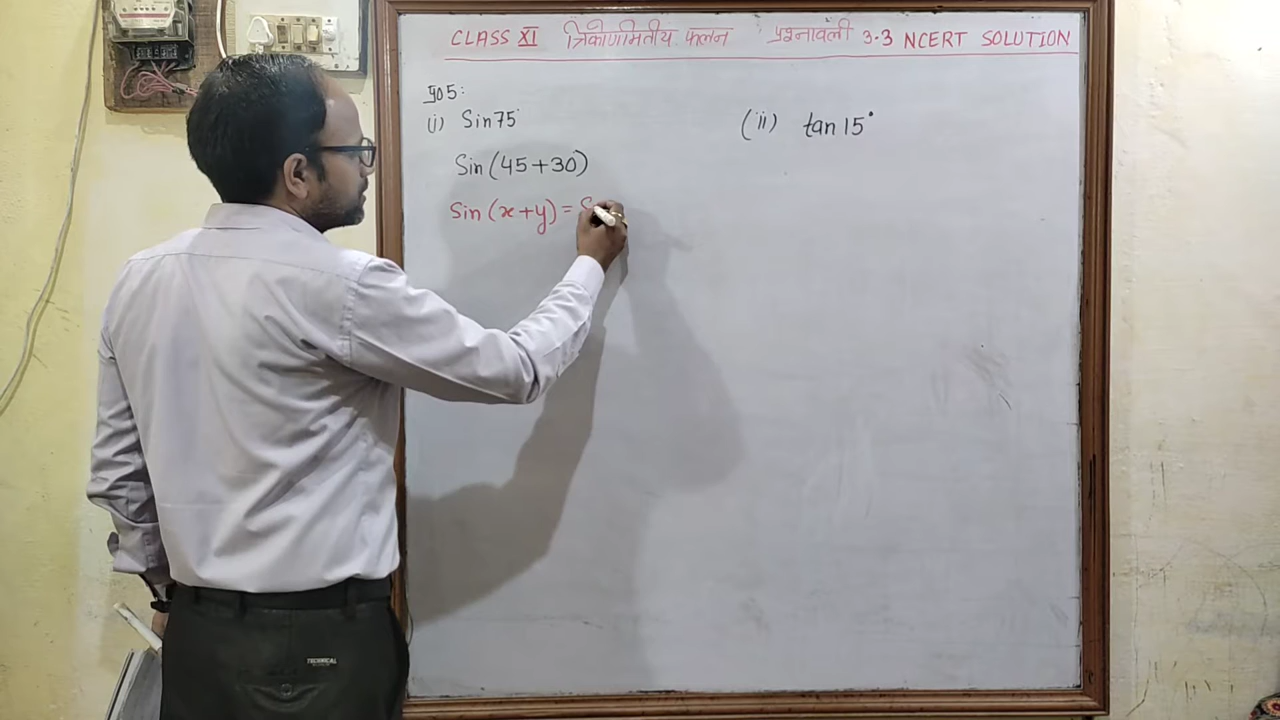 CLASS XI त्रिकोणमितीय फलन प्रश्नावली 3.3 NCERT SOLUTION
प्र05:
(i) Sin75°
(ii) tan 15°
Sin(45+30)
Sin(x+y) = S
TECHNICAL